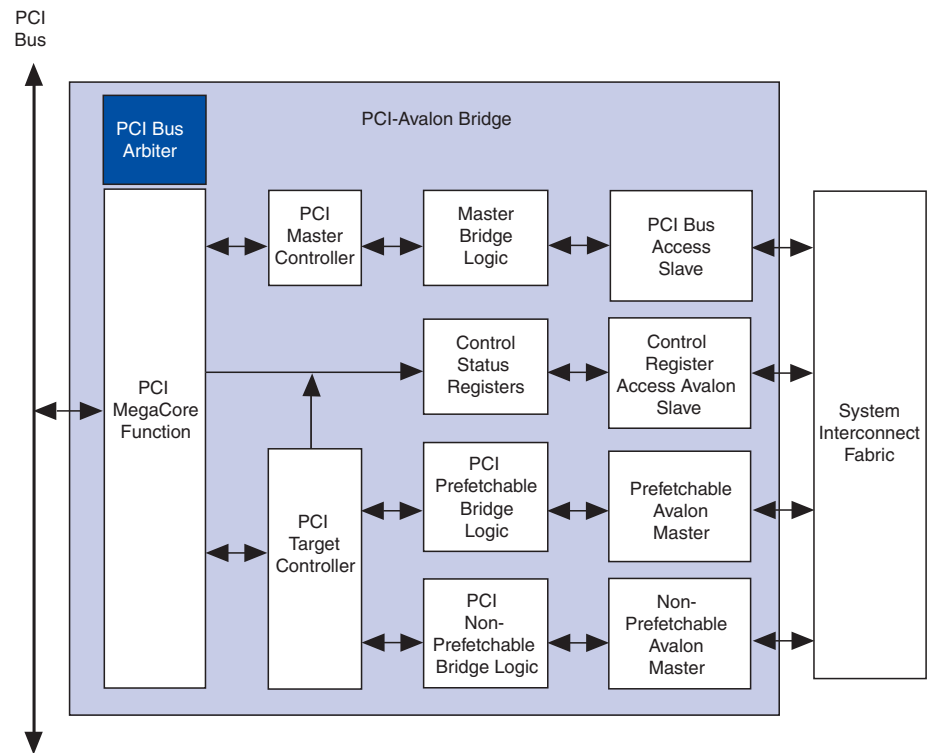 PCI
Bus
PCI-Avalon Bridge
PCI Bus
Arbiter
PCI
Master
Controller
Master
Bridge
Logic
PCI Bus
Access
Slave
Control
Status
Registers
Control
Register
Access Avalon
Slave
PCI
MegaCore
Function
System
Interconnect
Fabric
PCI
Target
Controller
PCI
Prefetchable
Bridge
Logic
Prefetchable
Avalon
Master
PCI
Non-
Prefetchable
Bridge Logic
Non-
Prefetchable
Avalon
Master